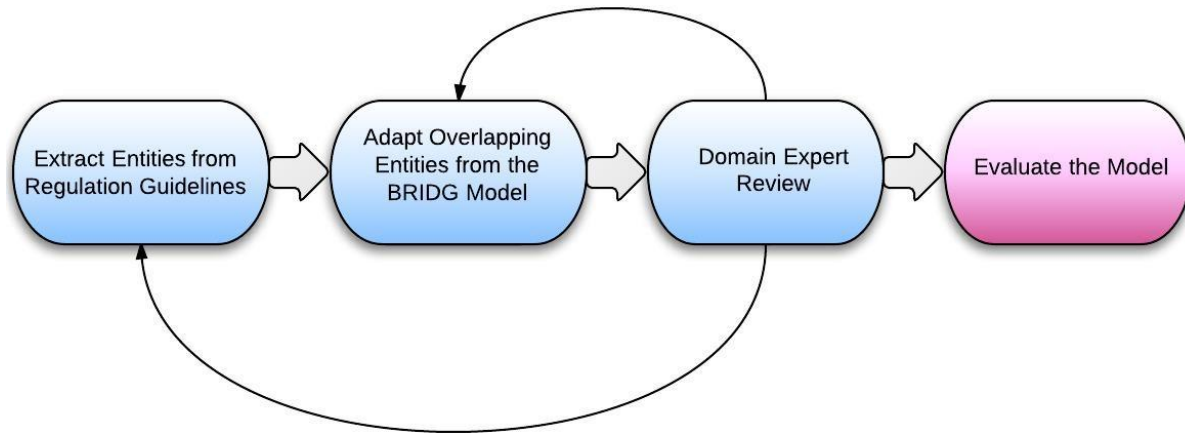 Extract Entities from
Regulation Guidelines
Adapt Overlapping
Entities from the
BRIDG Model
Domain Expert
Review
Evaluate the Model